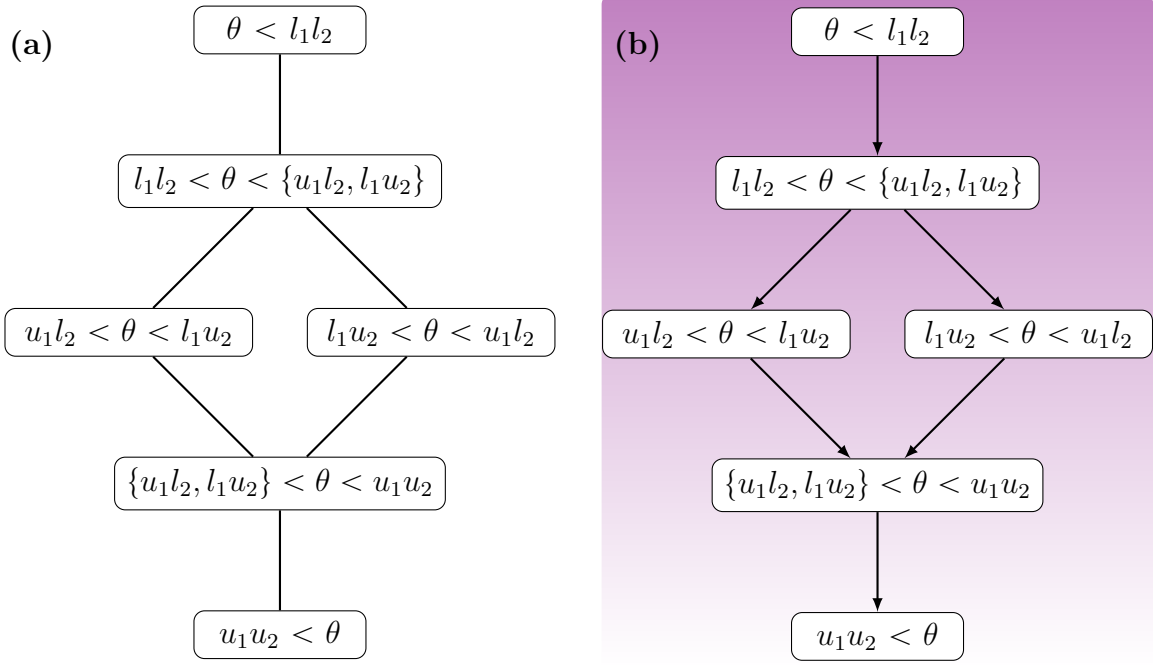 (a)
θ < l₁l₂
l₁l₂ < θ < {u₁l₂, l₁u₂}
u₁l₂ < θ < l₁u₂
l₁u₂ < θ < u₁l₂
{u₁l₂, l₁u₂} < θ < u₁u₂
u₁u₂ < θ
(b)
θ < l₁l₂
l₁l₂ < θ < {u₁l₂, l₁u₂}
u₁l₂ < θ < l₁u₂
l₁u₂ < θ < u₁l₂
{u₁l₂, l₁u₂} < θ < u₁u₂
u₁u₂ < θ